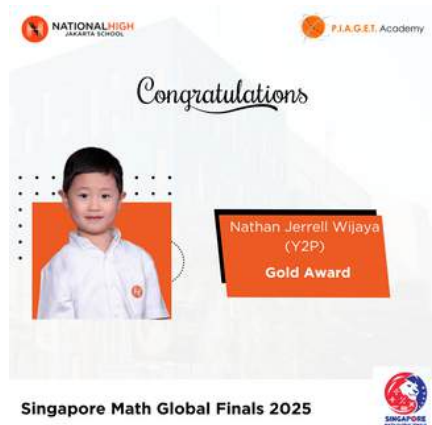 NATIONALHIGH
JAKARTA SCHOOL
P.I.A.G.E.T. Academy
Congratulations
Nathan Jerrell Wijaya
(Y2P)
Gold Award
Singapore Math Global Finals 2025
SINGAPORE